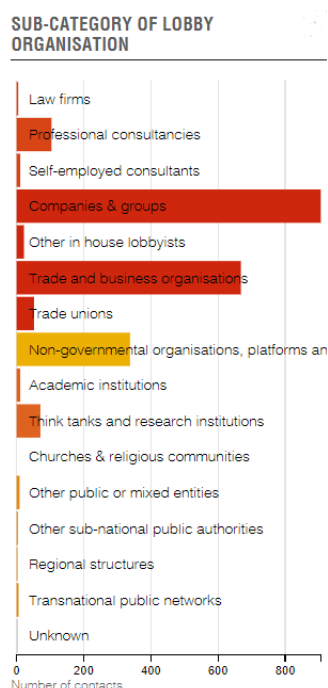 SUB-CATEGORY OF LOBBY
ORGANISATION
Law firms
Professional consultancies
Self-employed consultants
Companies & groups
Other in house lobbyists
Trade and business organisations
Trade unions
Non-governmental organisations, platforms an
Academic institutions
Think tanks and research institutions
Churches & religious communities
Other public or mixed entities
Other sub-national public authorities
Regional structures
Transnational public networks
Unknown
0 200 400 600 800
Number of contacts